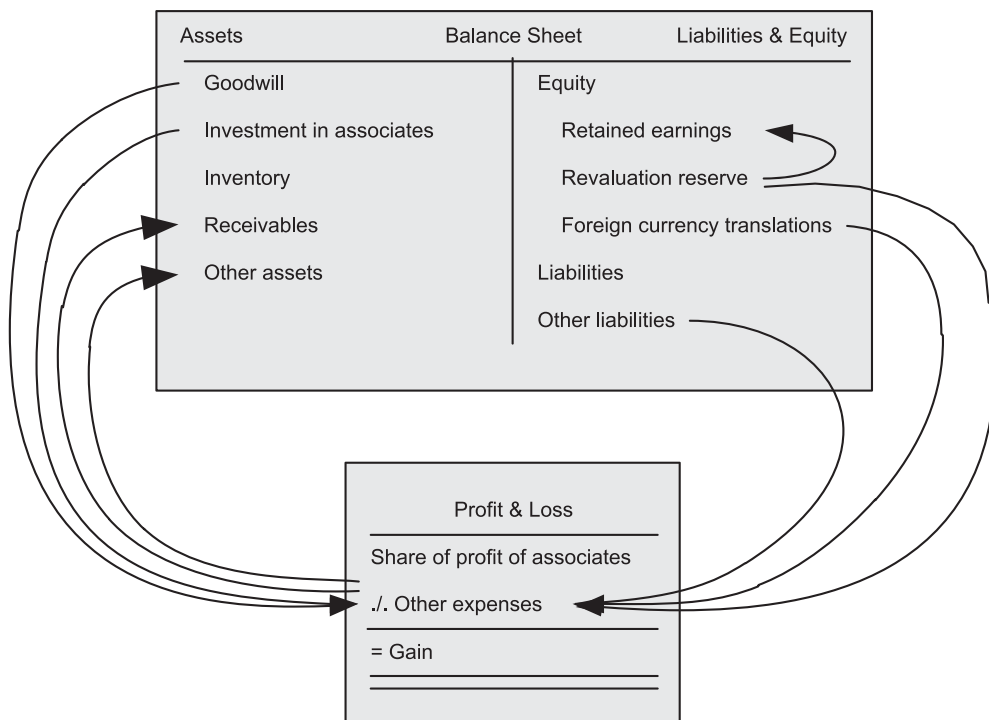 Assets Balance Sheet Liabilities & Equity
Goodwill
Investment in associates
Inventory
Receivables
Other assets
Equity
Retained earnings
Revaluation reserve
Foreign currency translations
Liabilities
Other liabilities
Profit & Loss
Share of profit of associates
./. Other expenses
= Gain